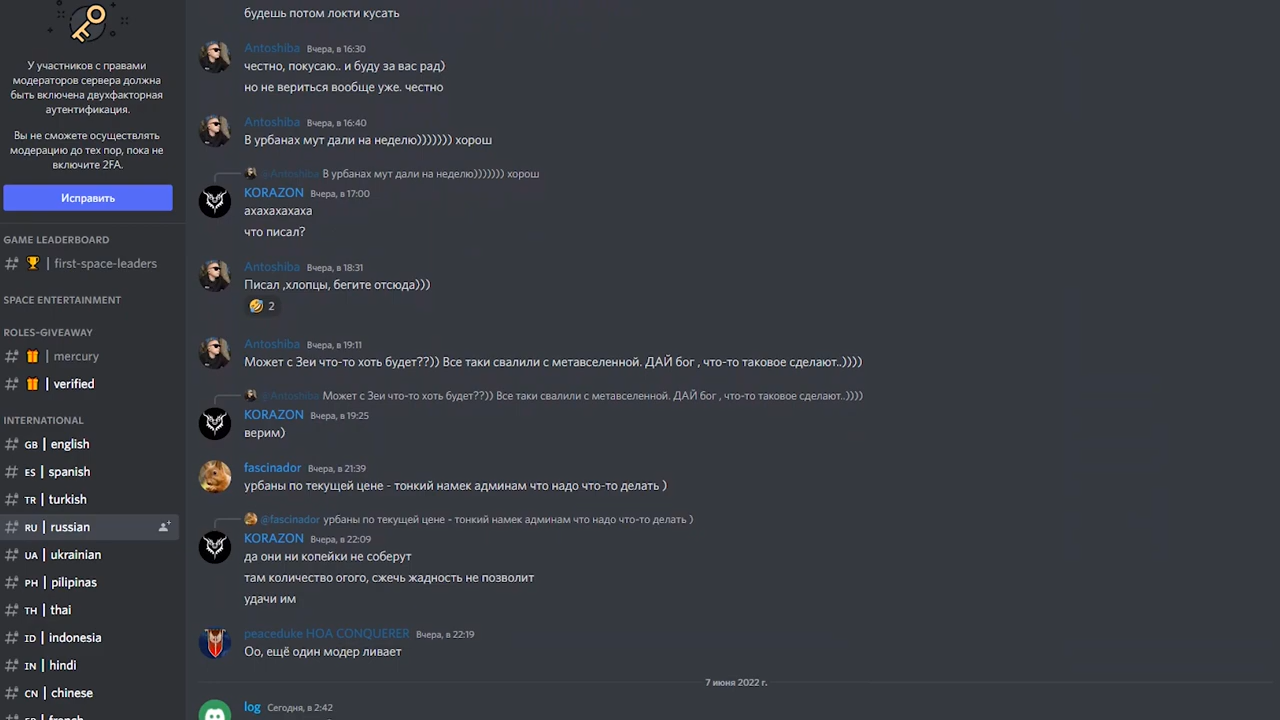 У участников с правами
модераторов сервера должна
быть включена двухфакторная
аутентификация.
Вы не сможете осуществлять
модерацию до тех пор, пока не
включите 2FA.
Исправить
GAME LEADERBOARD
# 🏆 | first-space-leaders
SPACE ENTERTAINMENT
ROLES-GIVEAWAY
# 🎁 | mercury
# 🎁 | verified
INTERNATIONAL
# GB | english
# ES | spanish
# TR | turkish
# RU | russian
# UA | ukrainian
# PH | pilipinas
# TH | thai
# ID | indonesia
# IN | hindi
# CN | chinese
# FR | french
будешь потом локти кусать
Antoshiba Вчера, в 16:30
честно, покусаю.. и буду за вас рад)
но не вериться вообще уже. честно
Antoshiba Вчера, в 16:40
В урбанах мут дали на неделю))))))) хорош
@Antoshiba В урбанах мут дали на неделю))))))) хорош
KORAZON Вчера, в 17:00
ахахахахаха
что писал?
Antoshiba Вчера, в 18:31
Писал ,хлопцы, бегите отсюда)))
🤣 2
Antoshiba Вчера, в 19:11
Может с Зеи что-то хоть будет??)) Все таки свалили с метавселенной. ДАЙ бог , что-то таковое сделают..))))
@Antoshiba Может с Зеи что-то хоть будет??)) Все таки свалили с метавселенной. ДАЙ бог , что-то таковое сделают..))))
KORAZON Вчера, в 19:25
верим)
fascinador Вчера, в 21:39
урбаны по текущей цене - тонкий намек админам что надо что-то делать )
@fascinador урбаны по текущей цене - тонкий намек админам что надо что-то делать )
KORAZON Вчера, в 22:09
да они ни копейки не соберут
там количество огого, сжечь жадность не позволит
удачи им
peaceduke HOA CONQUERER Вчера, в 22:19
Оо, ещё один модер ливает
7 июня 2022 г.
log Сегодня, в 2:42